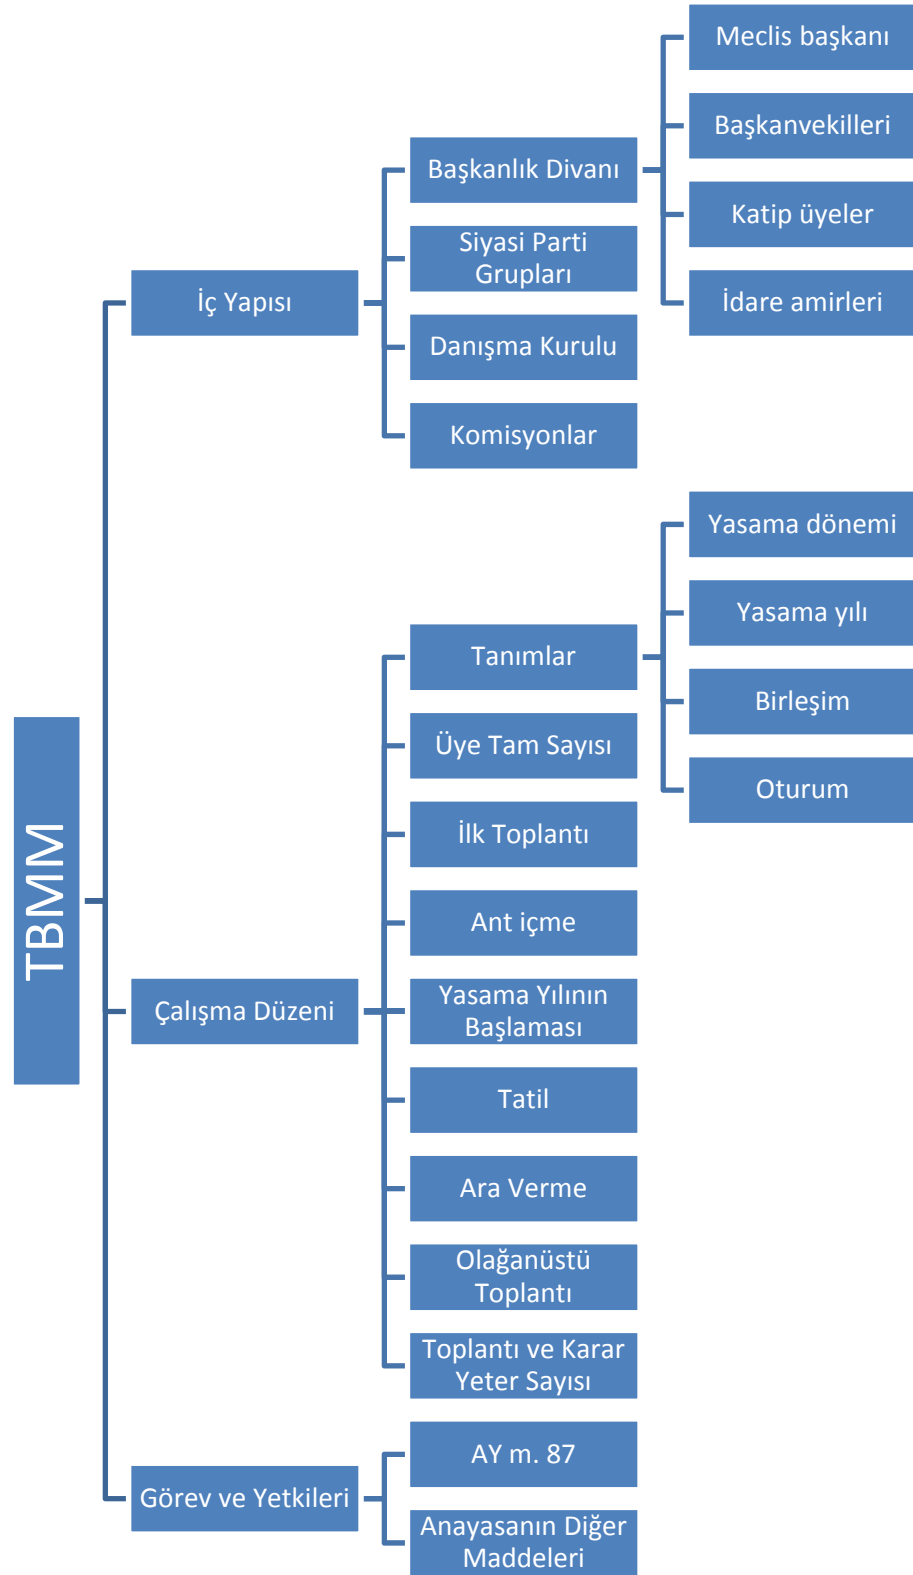 TBMM
İç Yapısı
Başkanlık Divanı
Meclis başkanı
Başkanvekilleri
Katip üyeler
İdare amirleri
Siyasi Parti
Grupları
Danışma Kurulu
Komisyonlar
Çalışma Düzeni
Tanımlar
Yasama dönemi
Yasama yılı
Birleşim
Oturum
Üye Tam Sayısı
İlk Toplantı
Ant içme
Yasama Yılının
Başlaması
Tatil
Ara Verme
Olağanüstü
Toplantı
Toplantı ve Karar
Yeter Sayısı
Görev ve Yetkileri
AY m. 87
Anayasanın Diğer
Maddeleri